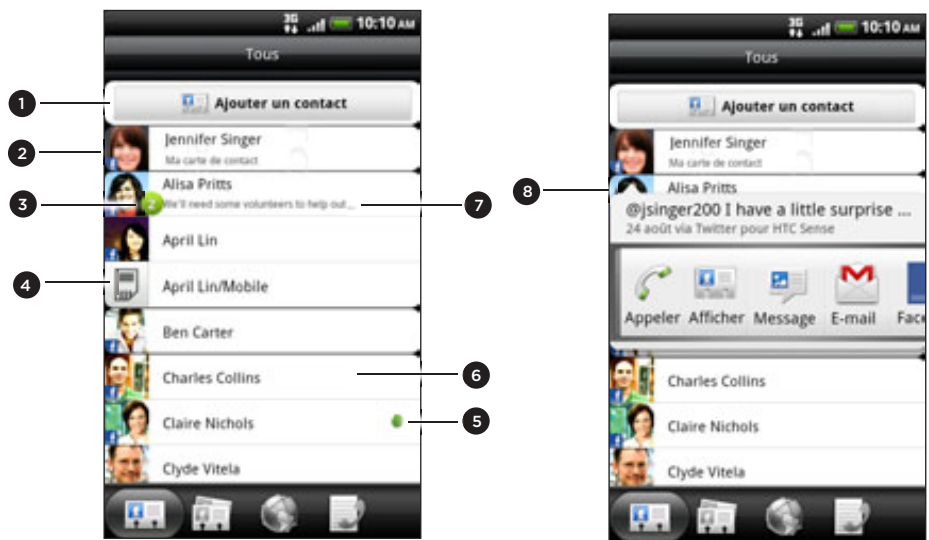 3G 10:10 AM
Tous
1 Ajouter un contact
2 Jennifer Singer
Ma carte de contact
Alisa Pritts
3 2 We'll need some volunteers to help out... 7
April Lin
4 April Lin/Mobile
Ben Carter
Charles Collins 6
Claire Nichols 5
Clyde Vitela
3G 10:10 AM
Tous
Ajouter un contact
Jennifer Singer
Ma carte de contact
8 Alisa Pritts
@jsinger200 I have a little surprise ...
24 août via Twitter pour HTC Sense
Appeler Afficher Message E-mail Face
Charles Collins
Claire Nichols
Clyde Vitela